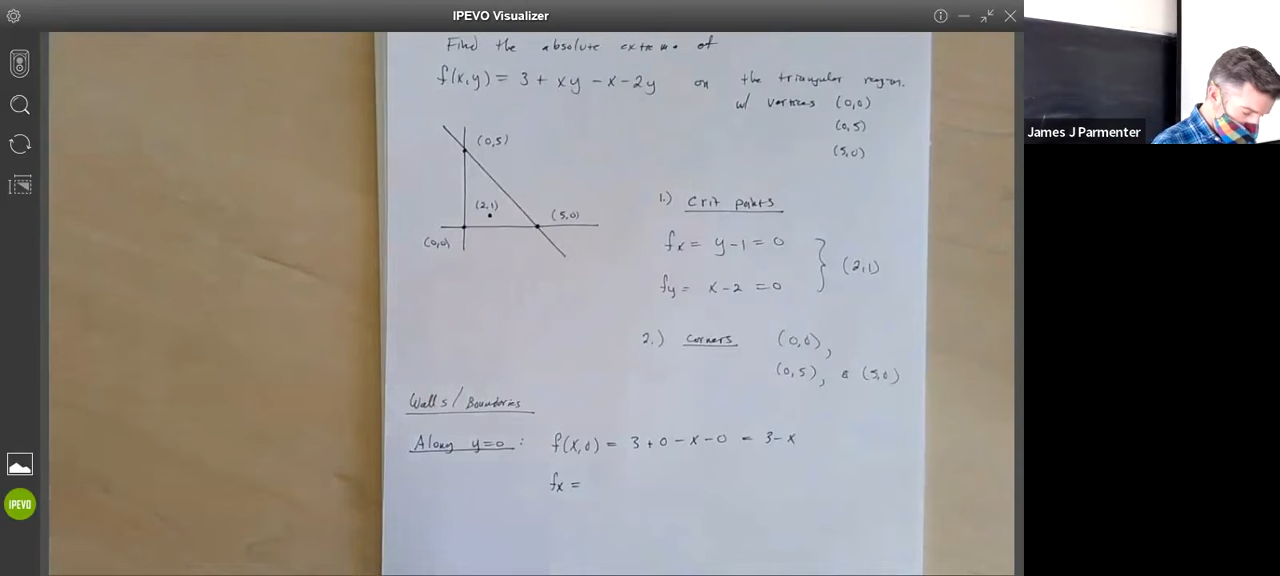 IPEVO Visualizer
Find the absolute extrema of
f(x,y) = 3 + xy - x - 2y on the triangular region
w/ vertices (0,0)
(0,5)
(5,0)
(0,5)
(2,1)
(5,0)
(0,0)
1.) Crit points
fx = y - 1 = 0
fy = x - 2 = 0
(2,1)
2.) Corners (0,0),
(0,5), & (5,0)
Walls/Boundaries
Along y=0: f(x,0) = 3 + 0 - x - 0 = 3 - x
fx =
IPEVO
James J Parmenter